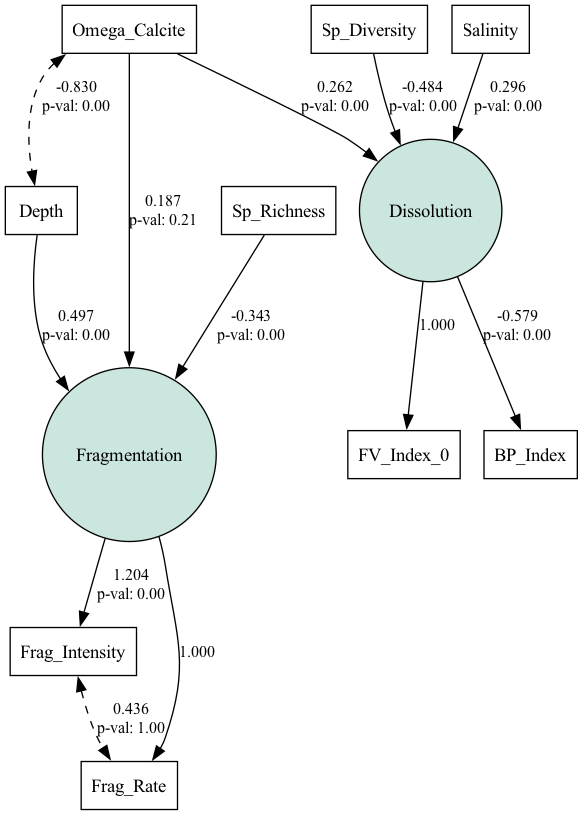 Omega_Calcite
Sp_Diversity
Salinity
-0.830
p-val: 0.00
0.262
p-val: 0.00
-0.484
p-val: 0.00
0.296
p-val: 0.00
Depth
0.187
p-val: 0.21
Sp_Richness
Dissolution
0.497
p-val: 0.00
-0.343
p-val: 0.00
1.000
-0.579
p-val: 0.00
Fragmentation
FV_Index_0
BP_Index
1.204
p-val: 0.00
Frag_Intensity
1.000
0.436
p-val: 1.00
Frag_Rate